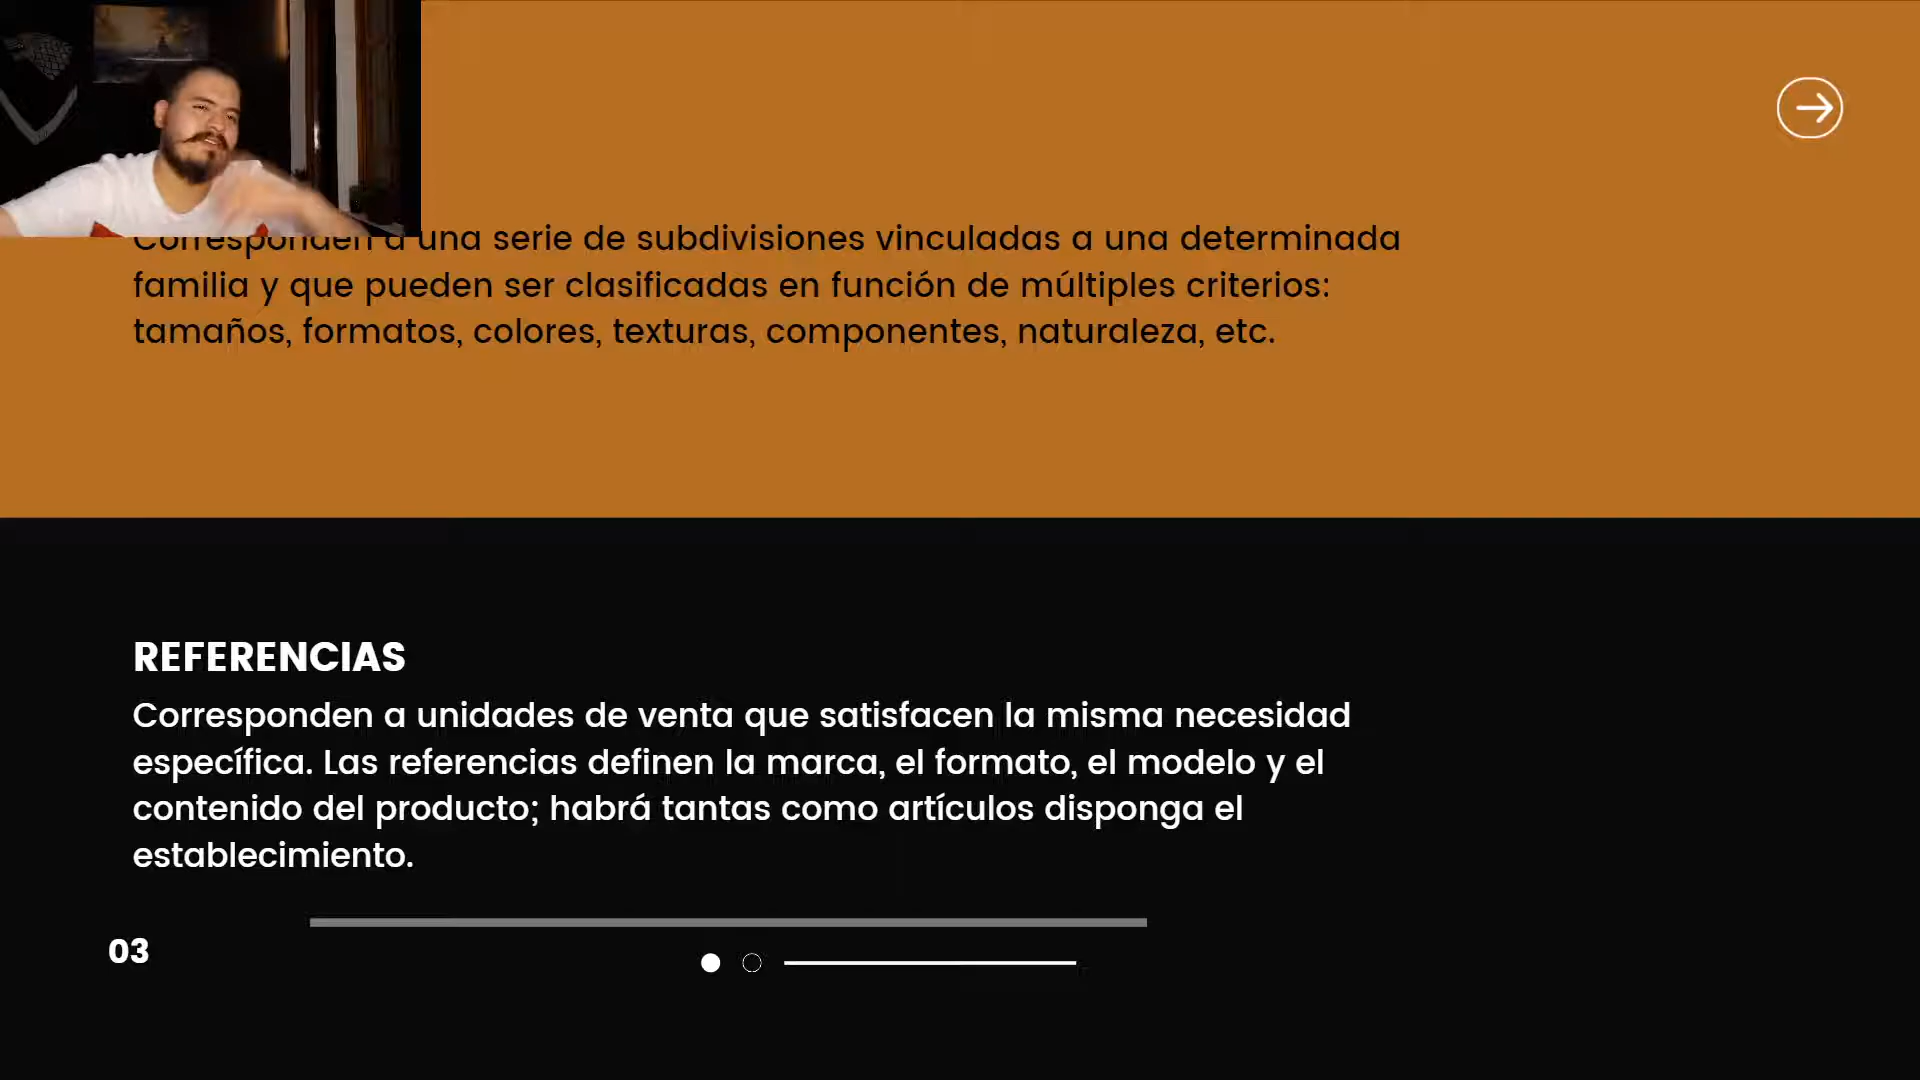 Corresponden a una serie de subdivisiones vinculadas a una determinada
familia y que pueden ser clasificadas en función de múltiples criterios:
tamaños, formatos, colores, texturas, componentes, naturaleza, etc.
REFERENCIAS
Corresponden a unidades de venta que satisfacen la misma necesidad
específica. Las referencias definen la marca, el formato, el modelo y el
contenido del producto; habrá tantas como artículos disponga el
establecimiento.
03